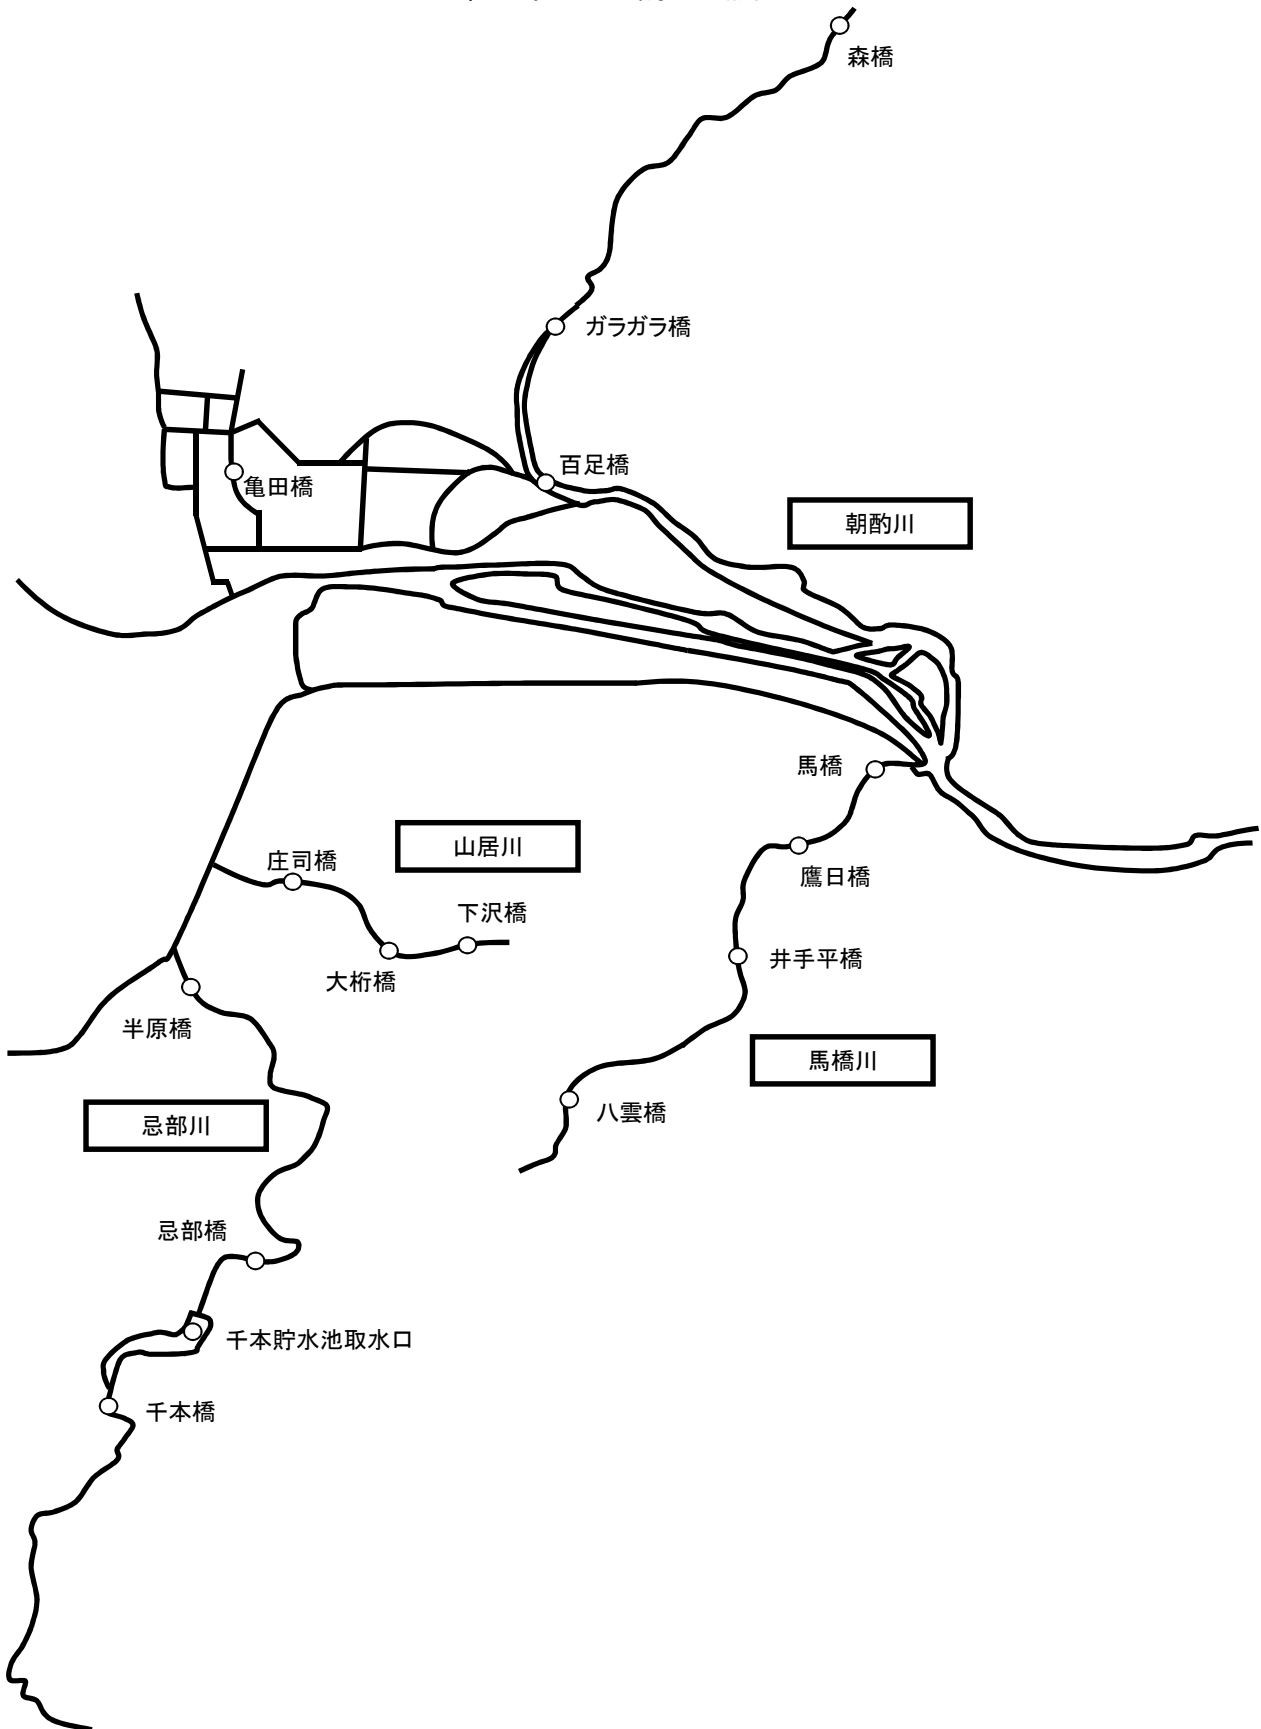 森橋
ガラガラ橋
百足橋
亀田橋
朝酌川
馬橋
山居川
庄司橋
鷹日橋
下沢橋
大桁橋
井手平橋
半原橋
馬橋川
八雲橋
忌部川
忌部橋
千本貯水池取水口
千本橋